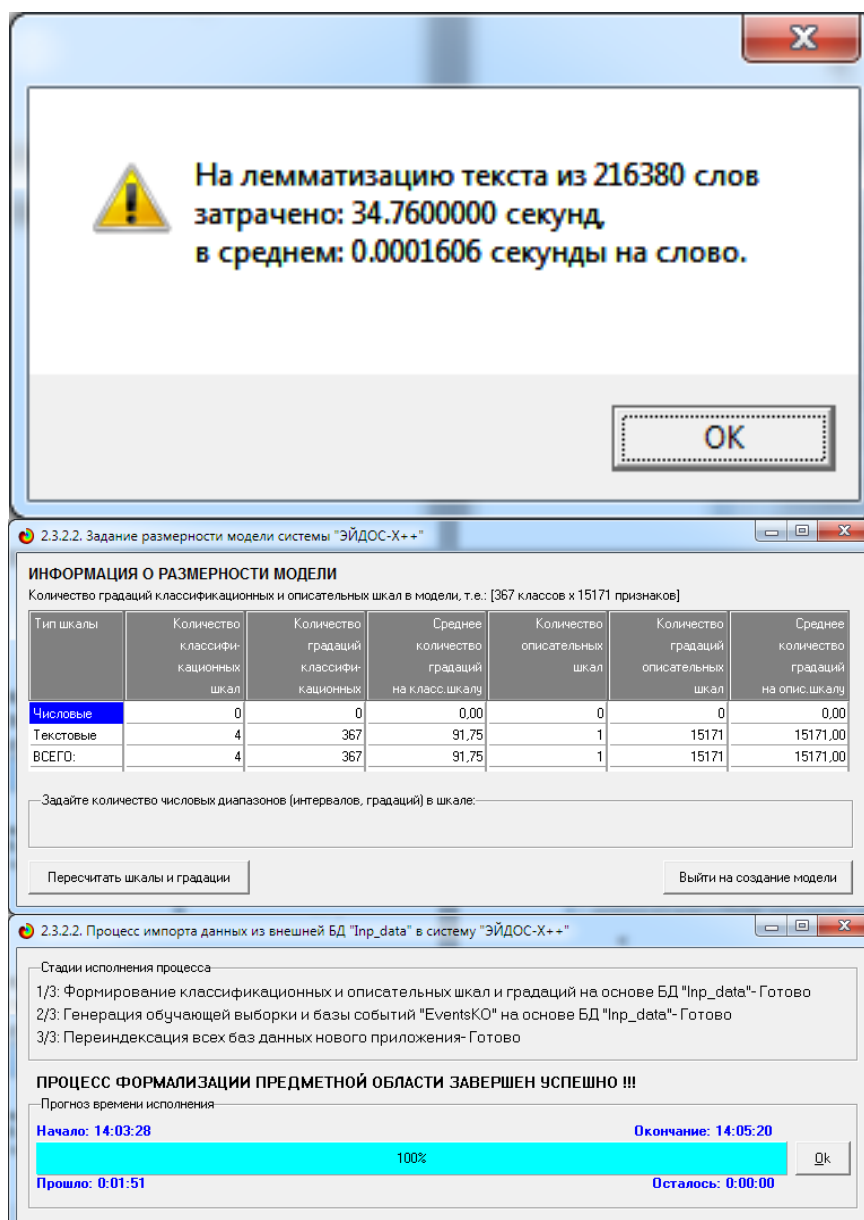 На лемматизацию текста из 216380 слов
затрачено: 34.7600000 секунд,
в среднем: 0.0001606 секунды на слово.
OK
2.3.2.2. Задание размерности модели системы "ЭЙДОС-X++"
ИНФОРМАЦИЯ О РАЗМЕРНОСТИ МОДЕЛИ
Количество градаций классификационных и описательных шкал в модели, т.е.: [367 классов x 15171 признаков]
Тип шкалы Количество Количество Среднее Количество Количество Среднее
классифи- градаций количество описательных градаций количество
кационных классифи- градаций шкал описательных градаций
шкал кационных на класс.шкалу шкал на опис.шкалу
Числовые 0 0 0,00 0 0 0,00
Текстовые 4 367 91,75 1 15171 15171,00
ВСЕГО: 4 367 91,75 1 15171 15171,00
Задайте количество числовых диапазонов (интервалов, градаций) в шкале:
Пересчитать шкалы и градации Выйти на создание модели
2.3.2.2. Процесс импорта данных из внешней БД "Inp_data" в систему "ЭЙДОС-X++"
Стадии исполнения процесса
1/3: Формирование классификационных и описательных шкал и градаций на основе БД "Inp_data"- Готово
2/3: Генерация обучающей выборки и базы событий "EventsKO" на основе БД "Inp_data"- Готово
3/3: Переиндексация всех баз данных нового приложения- Готово
ПРОЦЕСС ФОРМАЛИЗАЦИИ ПРЕДМЕТНОЙ ОБЛАСТИ ЗАВЕРШЕН УСПЕШНО !!!
Прогноз времени исполнения
Начало: 14:03:28 Окончание: 14:05:20
100% Ok
Прошло: 0:01:51 Осталось: 0:00:00